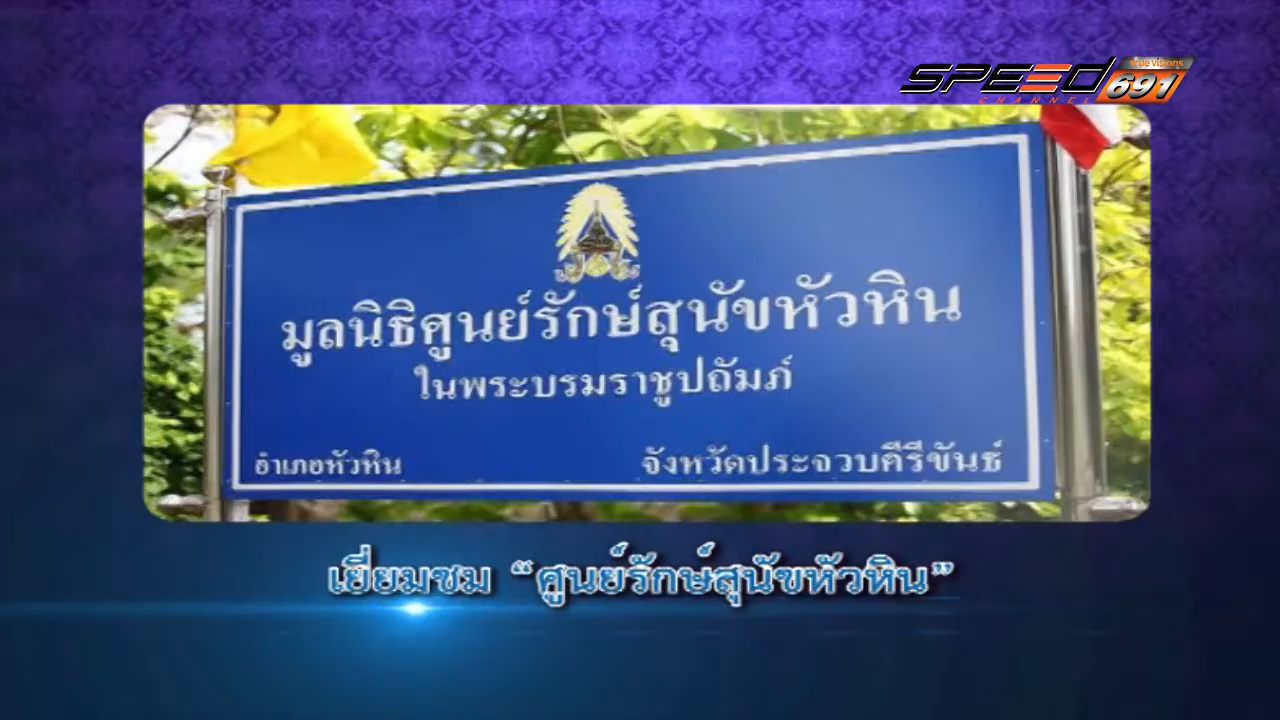 SPEED
CHANNEL
true visions
691
มูลนิธิศูนย์รักษ์สุนัขหัวหิน
ในพระบรมราชูปถัมภ์
อำเภอหัวหิน
จังหวัดประจวบคีรีขันธ์
เยี่ยมชม “ศูนย์รักษ์สุนัขหัวหิน”